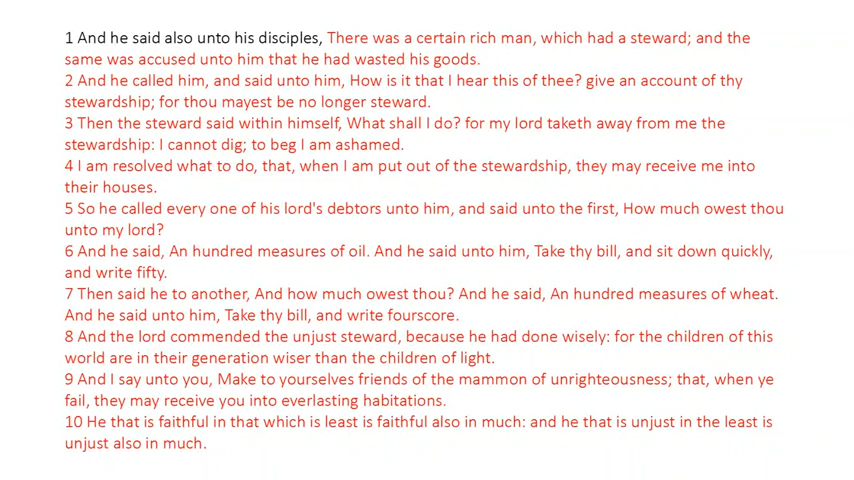 1 And he said also unto his disciples, There was a certain rich man, which had a steward; and the
same was accused unto him that he had wasted his goods.
2 And he called him, and said unto him, How is it that I hear this of thee? give an account of thy
stewardship; for thou mayest be no longer steward.
3 Then the steward said within himself, What shall I do? for my lord taketh away from me the
stewardship: I cannot dig; to beg I am ashamed.
4 I am resolved what to do, that, when I am put out of the stewardship, they may receive me into
their houses.
5 So he called every one of his lord's debtors unto him, and said unto the first, How much owest thou
unto my lord?
6 And he said, An hundred measures of oil. And he said unto him, Take thy bill, and sit down quickly,
and write fifty.
7 Then said he to another, And how much owest thou? And he said, An hundred measures of wheat.
And he said unto him, Take thy bill, and write fourscore.
8 And the lord commended the unjust steward, because he had done wisely: for the children of this
world are in their generation wiser than the children of light.
9 And I say unto you, Make to yourselves friends of the mammon of unrighteousness; that, when ye
fail, they may receive you into everlasting habitations.
10 He that is faithful in that which is least is faithful also in much: and he that is unjust in the least is
unjust also in much.